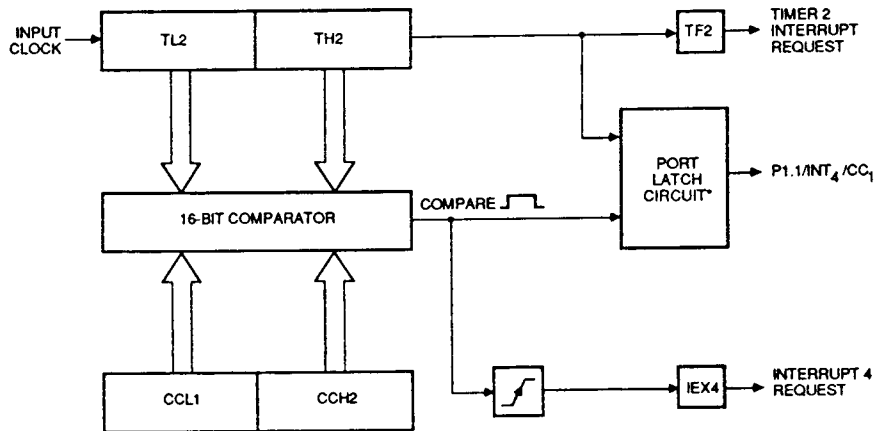 INPUT
CLOCK
TL2
TH2
TF2
TIMER 2
INTERRUPT
REQUEST
PORT
LATCH
CIRCUIT*
P1.1/INT4/CC1
16-BIT COMPARATOR
COMPARE
CCL1
CCH2
IEX4
INTERRUPT 4
REQUEST